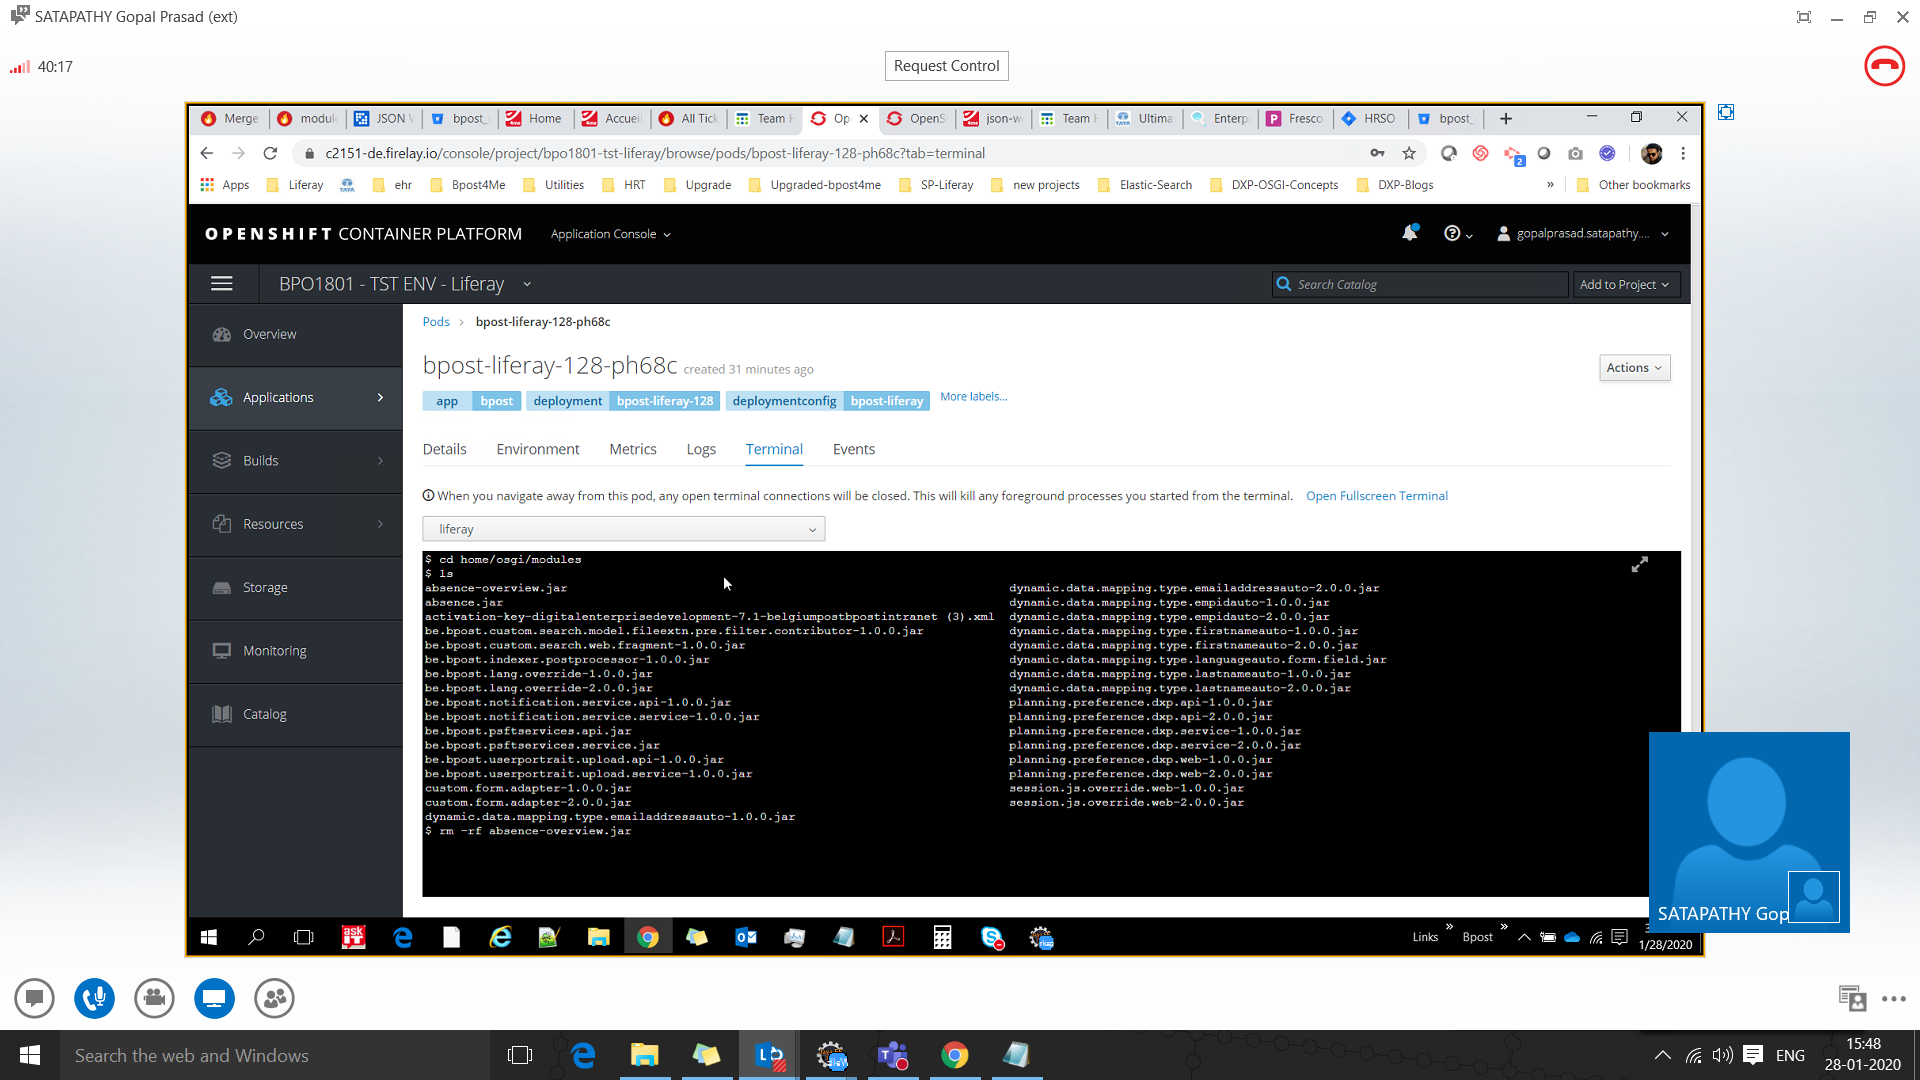 SATAPATHY Gopal Prasad (ext)
40:17
Request Control
Merge
modul
JSON
bpost_
Home
Accueil
All Tick
Team
Op
OpenS
json-w
Team
Ultima
Enterp
Fresco
HRSO
bpost_
c2151-de.firelay.io/console/project/bpo1801-tst-liferay/browse/pods/bpost-liferay-128-ph68c?tab=terminal
2
Apps
Liferay
ehr
Bpost4Me
Utilities
HRT
Upgrade
Upgraded-bpost4me
SP-Liferay
new projects
Elastic-Search
DXP-OSGI-Concepts
DXP-Blogs
»
Other bookmarks
OPENSHIFT CONTAINER PLATFORM
Application Console
gopalprasad.satapathy....
BPO1801 - TST ENV - Liferay
Search Catalog
Add to Project
Overview
Applications
Builds
Resources
Storage
Monitoring
Catalog
Pods > bpost-liferay-128-ph68c
bpost-liferay-128-ph68c created 31 minutes ago
Actions
app bpost deployment bpost-liferay-128 deploymentconfig bpost-liferay More labels...
Details Environment Metrics Logs Terminal Events
When you navigate away from this pod, any open terminal connections will be closed. This will kill any foreground processes you started from the terminal. Open Fullscreen Terminal
liferay
$ cd home/osgi/modules
$ ls
absence-overview.jar dynamic.data.mapping.type.emailaddressauto-2.0.0.jar
absence.jar dynamic.data.mapping.type.empidauto-1.0.0.jar
activation-key-digitalenterprisedevelopment-7.1-belgiumpostbpostintranet (3).xml dynamic.data.mapping.type.empidauto-2.0.0.jar
be.bpost.custom.search.model.fileextn.pre.filter.contributor-1.0.0.jar dynamic.data.mapping.type.firstnameauto-1.0.0.jar
be.bpost.custom.search.web.fragment-1.0.0.jar dynamic.data.mapping.type.firstnameauto-2.0.0.jar
be.bpost.indexer.postprocessor-1.0.0.jar dynamic.data.mapping.type.languageauto.form.field.jar
be.bpost.lang.override-1.0.0.jar dynamic.data.mapping.type.lastnameauto-1.0.0.jar
be.bpost.lang.override-2.0.0.jar dynamic.data.mapping.type.lastnameauto-2.0.0.jar
be.bpost.notification.service.api-1.0.0.jar planning.preference.dxp.api-1.0.0.jar
be.bpost.notification.service.service-1.0.0.jar planning.preference.dxp.api-2.0.0.jar
be.bpost.psftservices.api.jar planning.preference.dxp.service-1.0.0.jar
be.bpost.psftservices.service.jar planning.preference.dxp.service-2.0.0.jar
be.bpost.userportrait.upload.api-1.0.0.jar planning.preference.dxp.web-1.0.0.jar
be.bpost.userportrait.upload.service-1.0.0.jar planning.preference.dxp.web-2.0.0.jar
custom.form.adapter-1.0.0.jar session.js.override.web-1.0.0.jar
custom.form.adapter-2.0.0.jar session.js.override.web-2.0.0.jar
dynamic.data.mapping.type.emailaddressauto-1.0.0.jar
$ rm -rf absence-overview.jar
SATAPATHY Gop
ask IT
Links »
Bpost »
1/28/2020
Search the web and Windows
ENG
15:48
28-01-2020